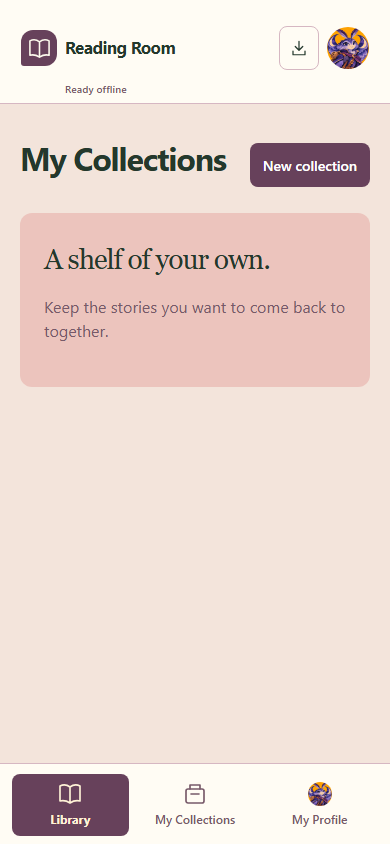 Reading Room
Ready offline
My Collections
New collection
A shelf of your own.
Keep the stories you want to come back to
together.
Library
My Collections
My Profile